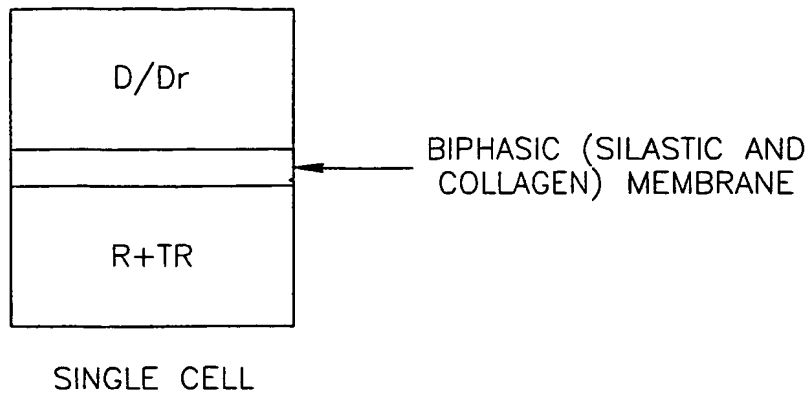 D/Dr
BIPHASIC (SILASTIC AND
COLLAGEN) MEMBRANE
R+TR
SINGLE CELL